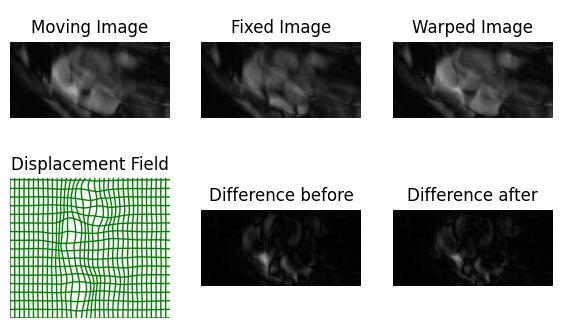 Moving Image
Fixed Image
Warped Image
Displacement Field
Difference before
Difference after